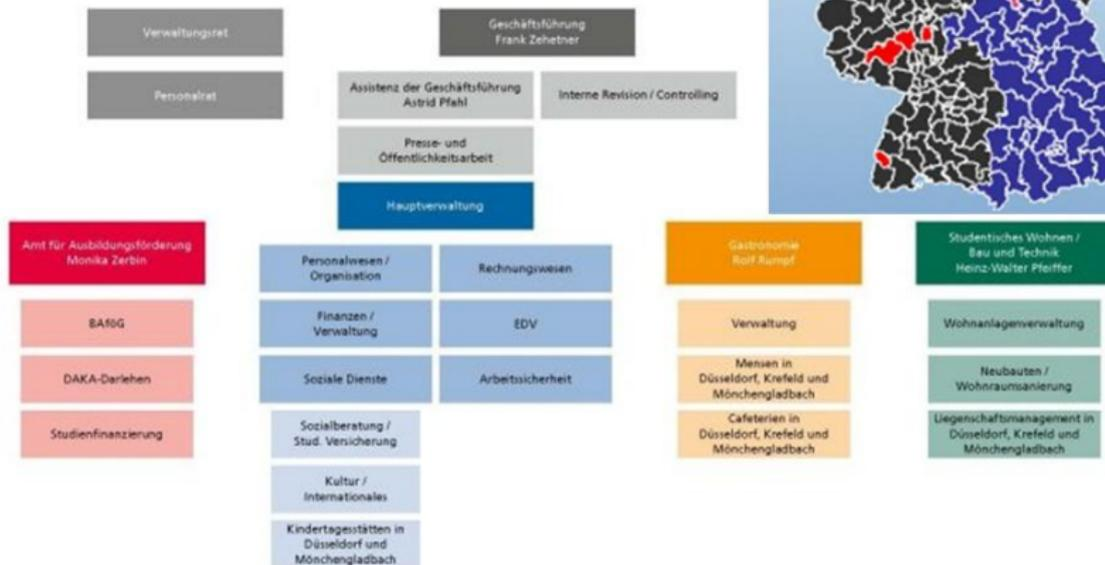 Verwaltungsrat
Geschäftsführung
Frank Zehetner
Personalrat
Assistenz der Geschäftsführung
Astrid Pfahl
Interne Revision / Controlling
Presse- und
Öffentlichkeitsarbeit
Hauptverwaltung
Amt für Ausbildungsförderung
Monika Zerbin
Gastronomie
Rolf Rumpf
Studentisches Wohnen /
Bau und Technik
Heinz-Walter Pfeiffer
Personalwesen /
Organisation
Rechnungswesen
BAföG
Finanzen /
Verwaltung
EDV
Verwaltung
Wohnanlagenverwaltung
DAKA-Darlehen
Soziale Dienste
Arbeitssicherheit
Mensen in
Düsseldorf, Krefeld und
Mönchengladbach
Neubauten /
Wohnraumsanierung
Studienfinanzierung
Sozialberatung /
Stud. Versicherung
Cafeterien in
Düsseldorf, Krefeld und
Mönchengladbach
Liegenschaftsmanagement in
Düsseldorf, Krefeld und
Mönchengladbach
Kultur /
Internationales
Kindertagesstätten in
Düsseldorf und
Mönchengladbach